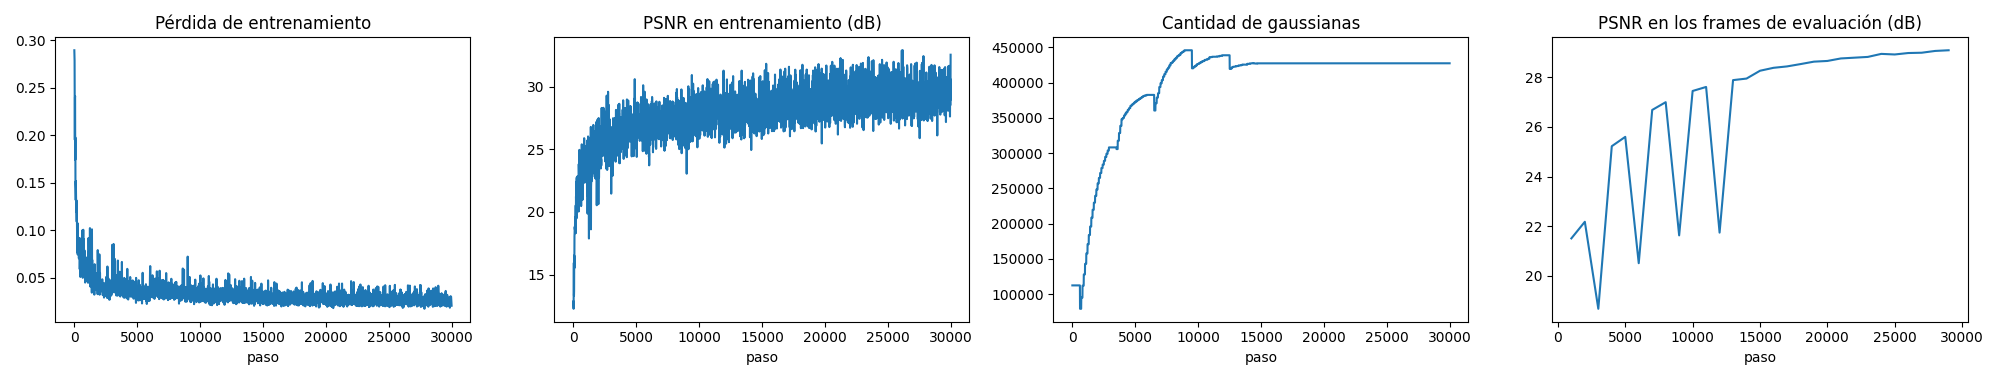 Pérdida de entrenamiento
0.30
0.25
0.20
0.15
0.10
0.05
0 5000 10000 15000 20000 25000 30000
paso
PSNR en entrenamiento (dB)
30
25
20
15
0 5000 10000 15000 20000 25000 30000
paso
Cantidad de gaussianas
450000
400000
350000
300000
250000
200000
150000
100000
0 5000 10000 15000 20000 25000 30000
paso
PSNR en los frames de evaluación (dB)
28
26
24
22
20
0 5000 10000 15000 20000 25000 30000
paso